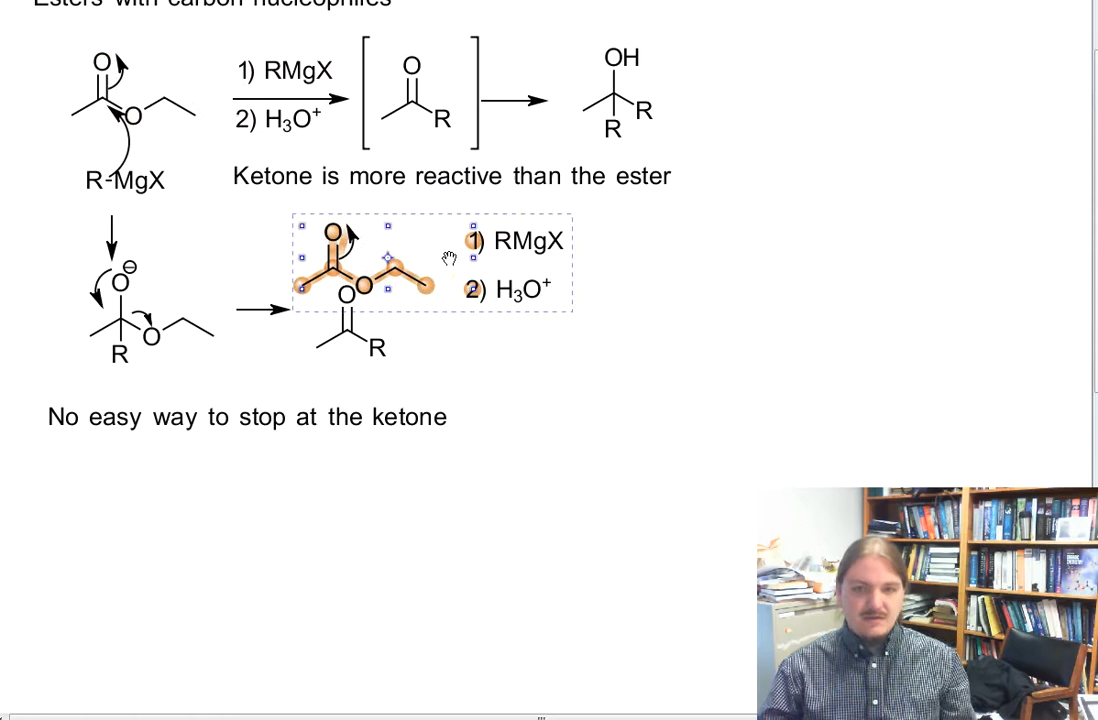 Esters with carbon nucleophiles
O
O
1) RMgX
2) H₃O⁺
O
R
OH
R
R
R-MgX
Ketone is more reactive than the ester
O
O
1) RMgX
2) H₃O⁺
O
O
R
O
R
No easy way to stop at the ketone